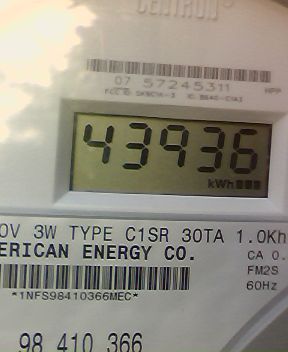 CENTRON®
07 57245311
43936
kWh
0V 3W TYPE C1SR 30TA 1.0Kh
ERICAN ENERGY CO.
CA 0.
FM2S
60Hz
*1NFS98410366MEC*
98 410 366